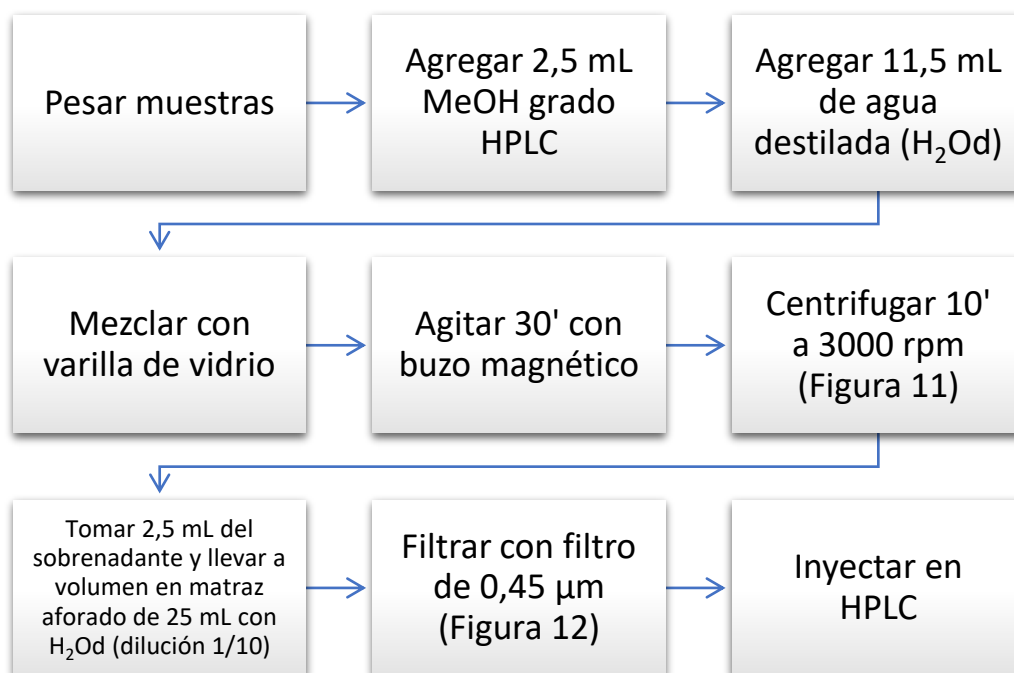 Pesar muestras
Agregar 2,5 mL
MeOH grado
HPLC
Agregar 11,5 mL
de agua
destilada (H₂Od)
Mezclar con
varilla de vidrio
Agitar 30' con
buzo magnético
Centrifugar 10'
a 3000 rpm
(Figura 11)
Tomar 2,5 mL del
sobrenadante y llevar a
volumen en matraz
aforado de 25 mL con
H₂Od (dilución 1/10)
Filtrar con filtro
de 0,45 µm
(Figura 12)
Inyectar en
HPLC